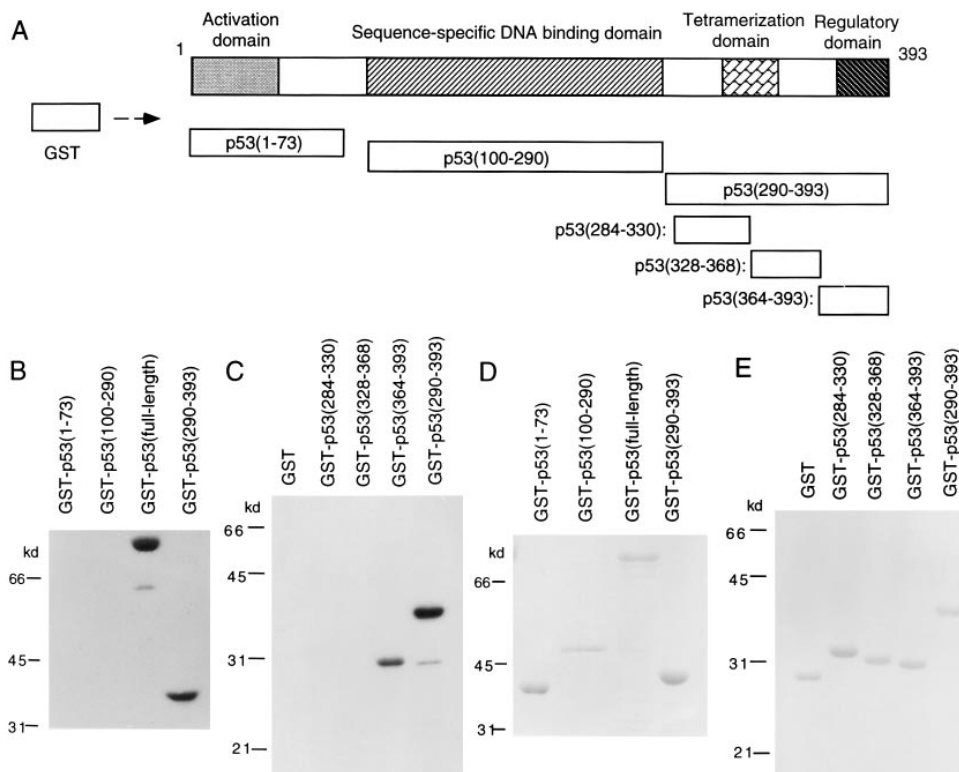 A
Activation domain
Sequence-specific DNA binding domain
Tetramerization domain
Regulatory domain
1
393
GST
p53(1-73)
p53(100-290)
p53(290-393)
p53(284-330):
p53(328-368):
p53(364-393):
B
GST-p53(1-73)
GST-p53(100-290)
GST-p53(full-length)
GST-p53(290-393)
kd
66
45
31
C
GST
GST-p53(284-330)
GST-p53(328-368)
GST-p53(364-393)
GST-p53(290-393)
kd
66
45
31
21
D
GST-p53(1-73)
GST-p53(100-290)
GST-p53(full-length)
GST-p53(290-393)
kd
66
45
31
E
GST
GST-p53(284-330)
GST-p53(328-368)
GST-p53(364-393)
GST-p53(290-393)
kd
66
45
31
21